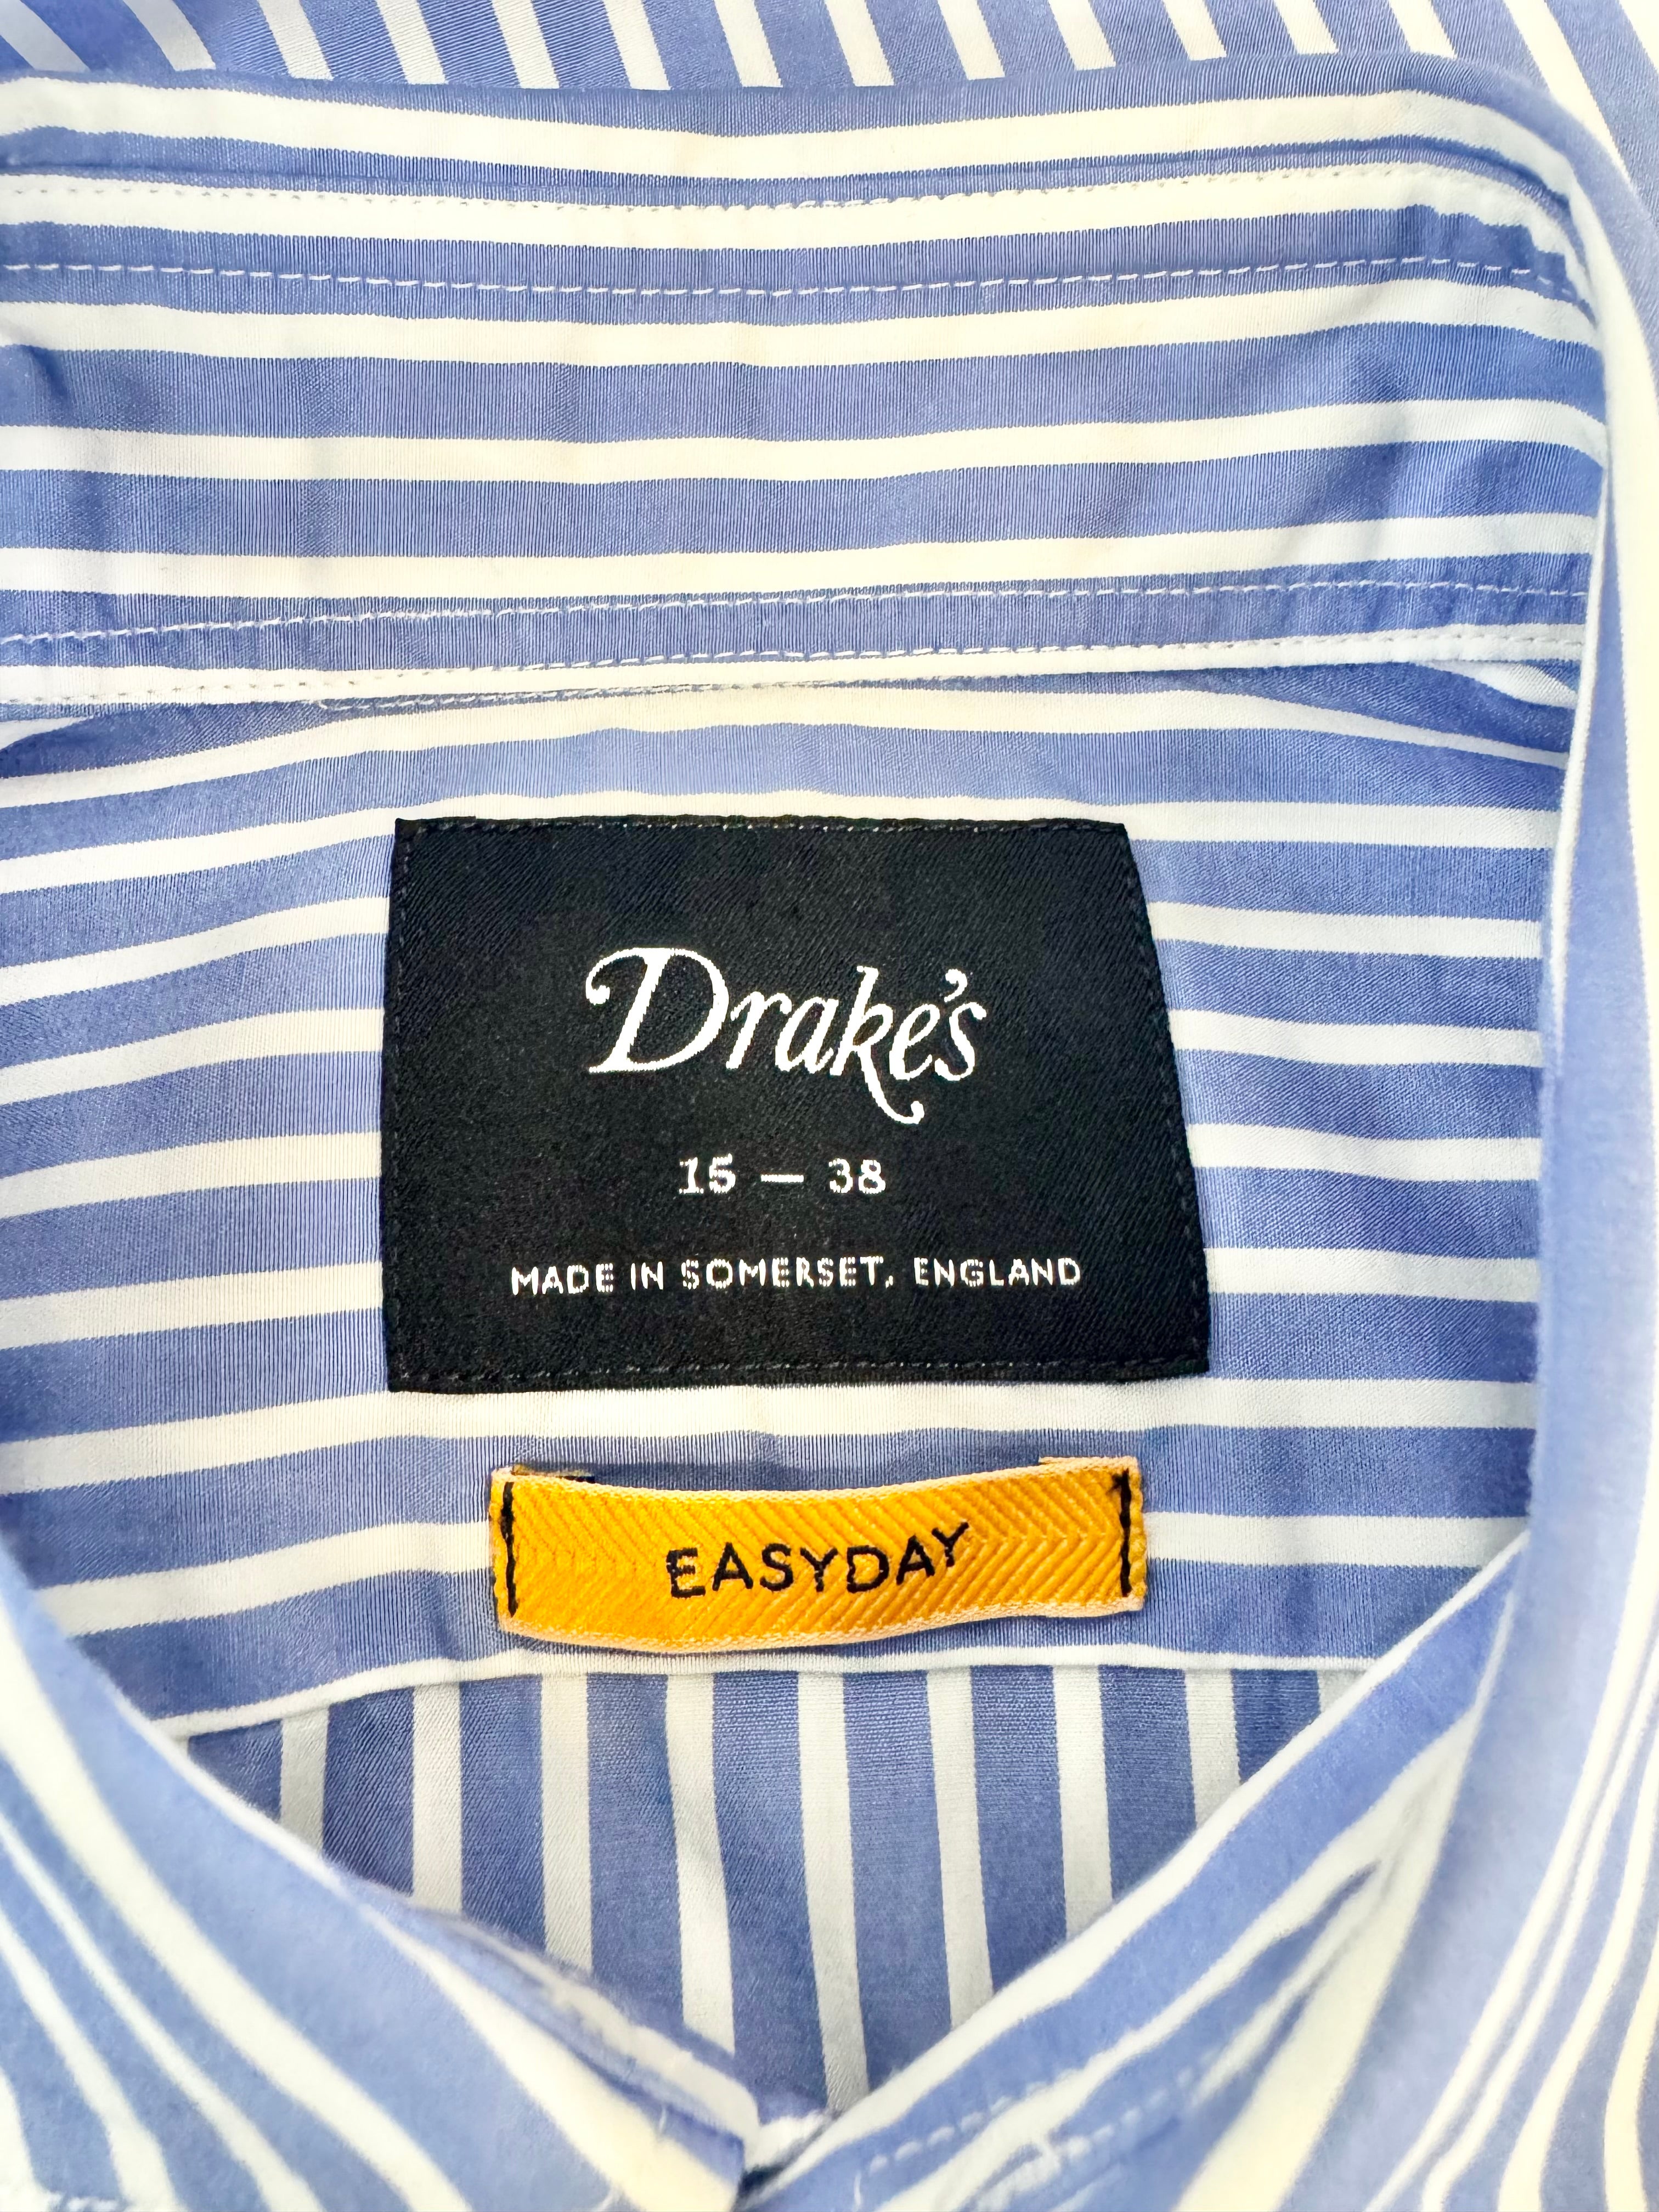 Drake's
15 — 38
MADE IN SOMERSET, ENGLAND
EASYDAY